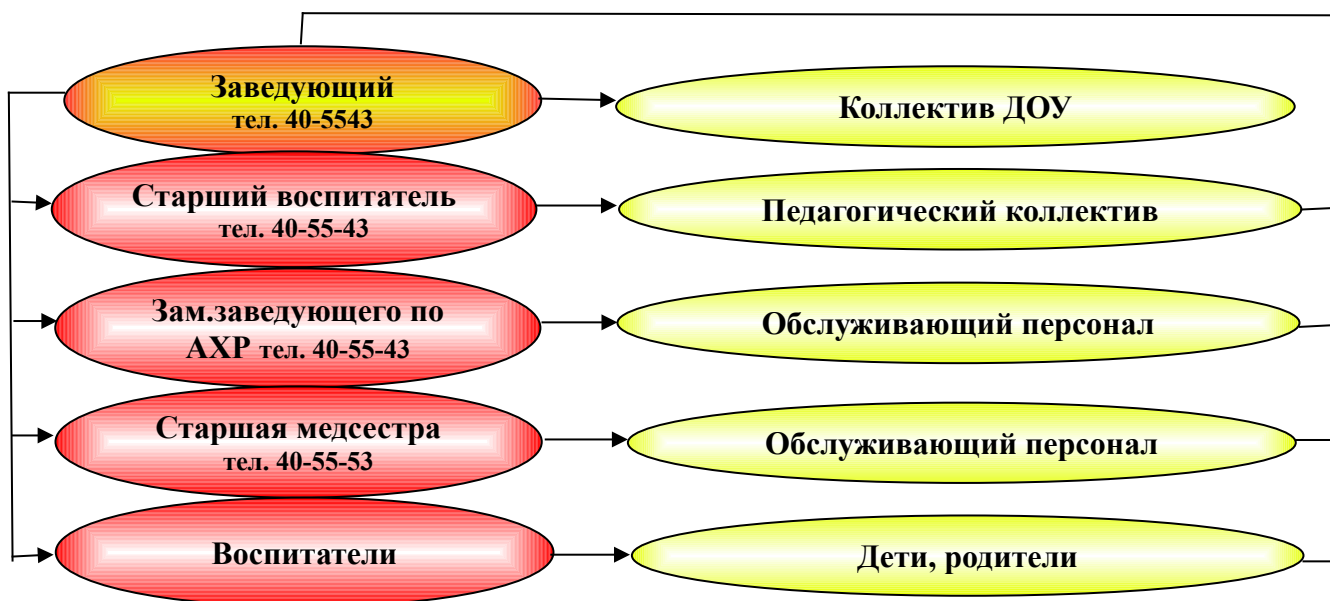 Заведующий
тел. 40-5543
Коллектив ДОУ
Старший воспитатель
тел. 40-55-43
Педагогический коллектив
Зам.заведующего по
АХР тел. 40-55-43
Обслуживающий персонал
Старшая медсестра
тел. 40-55-53
Обслуживающий персонал
Воспитатели
Дети, родители